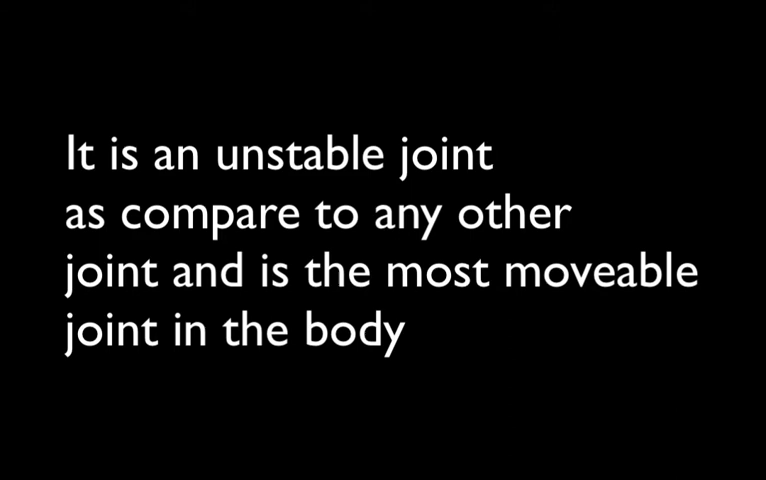 It is an unstable joint
as compare to any other
joint and is the most moveable
joint in the body